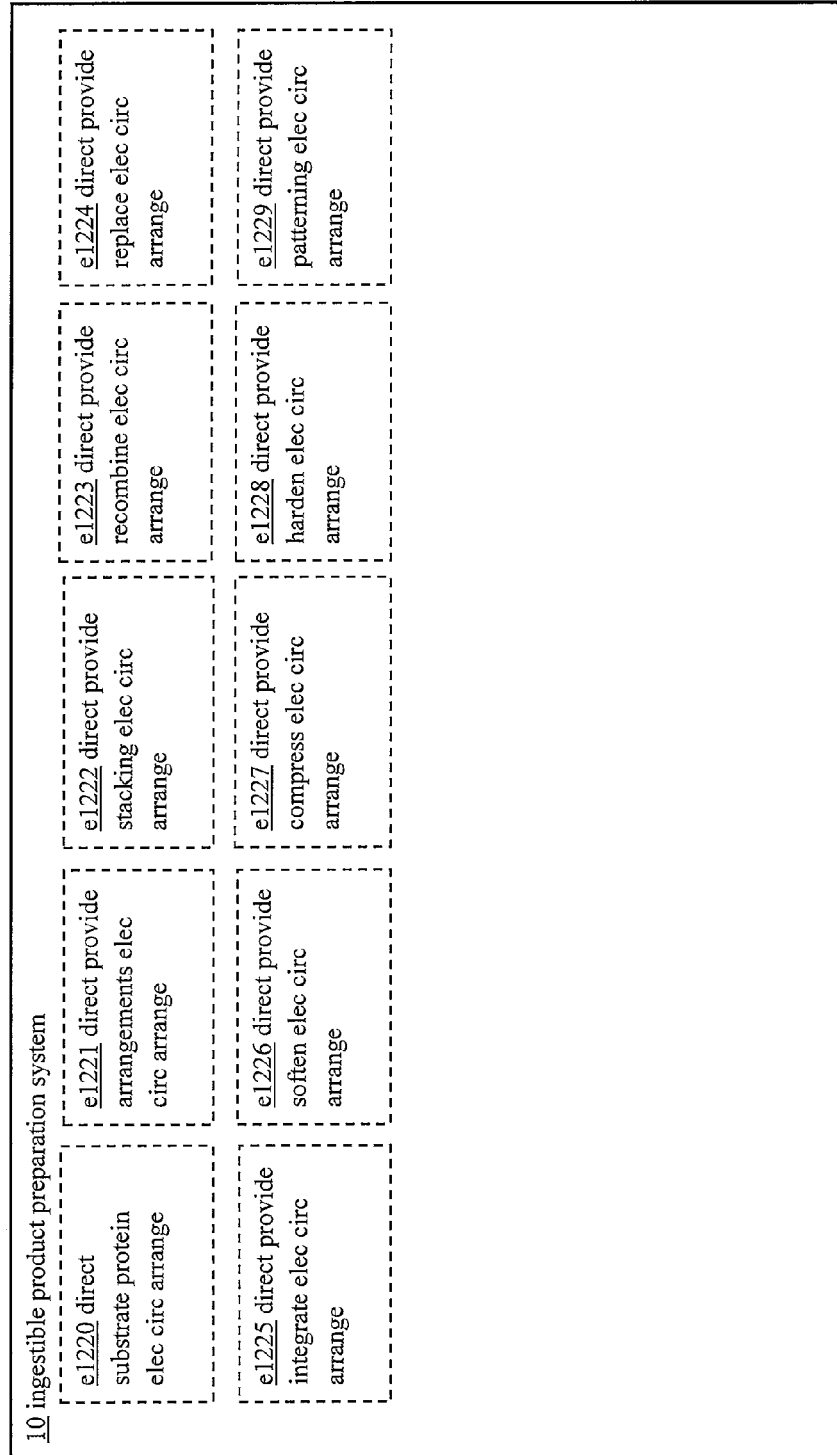 10 ingestible product preparation system
e1220 direct
substrate protein
elec circ arrange
e1221 direct provide
arrangements elec
circ arrange
e1222 direct provide
stacking elec circ
arrange
e1223 direct provide
recombine elec circ
arrange
e1224 direct provide
replace elec circ
arrange
e1225 direct provide
integrate elec circ
arrange
e1226 direct provide
soften elec circ
arrange
e1227 direct provide
compress elec circ
arrange
e1228 direct provide
harden elec circ
arrange
e1229 direct provide
patterning elec circ
arrange